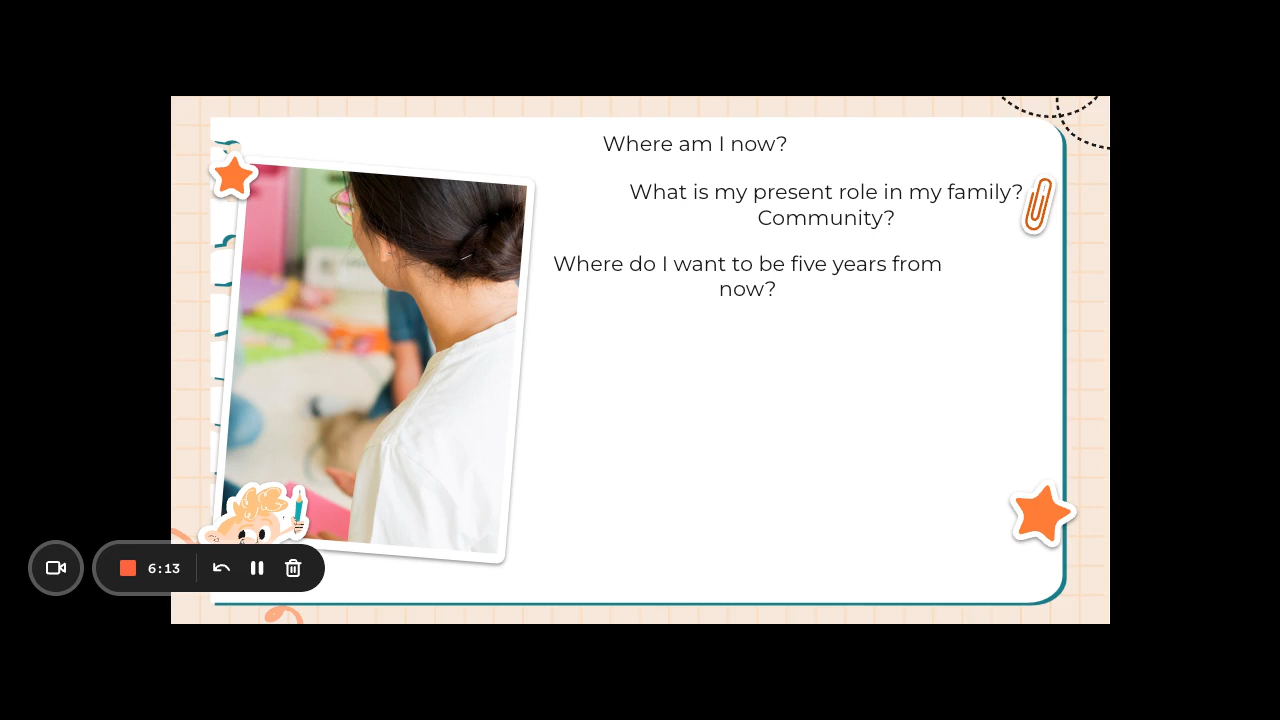 Where am I now?
What is my present role in my family?
Community?
Where do I want to be five years from
now?
6:13